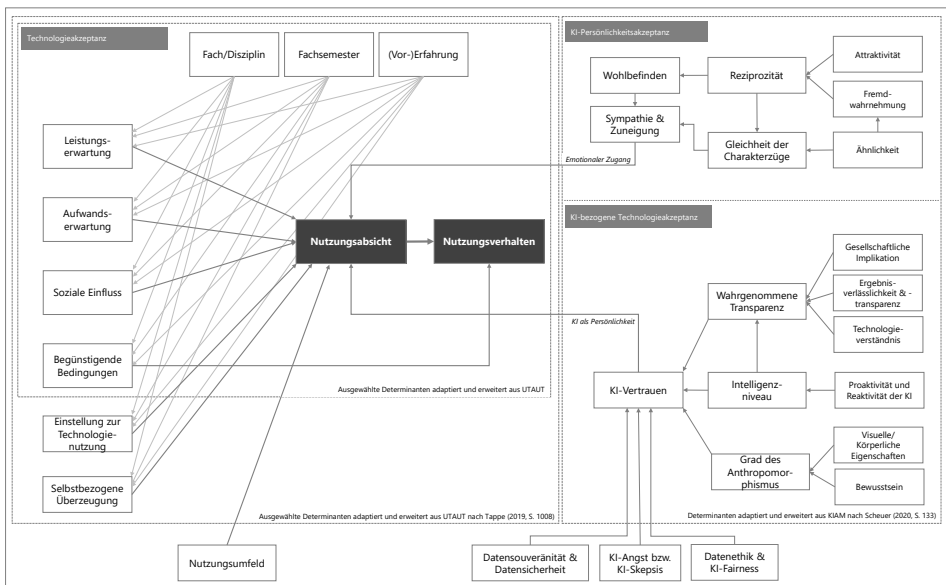 Technologieakzeptanz
Fach/Disziplin
Fachsemester
(Vor-)Erfahrung
Leistungs-
erwartung
Aufwands-
erwartung
Soziale Einfluss
Begünstigende
Bedingungen
Einstellung zur
Technologie-
nutzung
Selbstbezogene
Überzeugung
Nutzungsabsicht
Nutzungsverhalten
Ausgewählte Determinanten adaptiert und erweitert aus UTAUT
Ausgewählte Determinanten adaptiert und erweitert aus UTAUT nach Tappe (2019, S. 1008)
KI-Persönlichkeitsakzeptanz
Wohlbefinden
Reziprozität
Attraktivität
Fremd-
wahrnehmung
Sympathie &
Zuneigung
Gleichheit der
Charakterzüge
Ähnlichkeit
Emotionaler Zugang
KI-bezogene Technologieakzeptanz
Gesellschaftliche
Implikation
Wahrgenommene
Transparenz
Ergebnis-
verlässlichkeit & -
transparenz
Technologie-
verständnis
KI als Persönlichkeit
KI-Vertrauen
Intelligenz-
niveau
Proaktivität und
Reaktivität der KI
Grad des
Anthropomor-
phismus
Visuelle/
Körperliche
Eigenschaften
Bewusstsein
Determinanten adaptiert und erweitert aus KIAM nach Scheuer (2020, S. 133)
Nutzungsumfeld
Datensouveränität &
Datensicherheit
KI-Angst bzw.
KI-Skepsis
Datenethik &
KI-Fairness